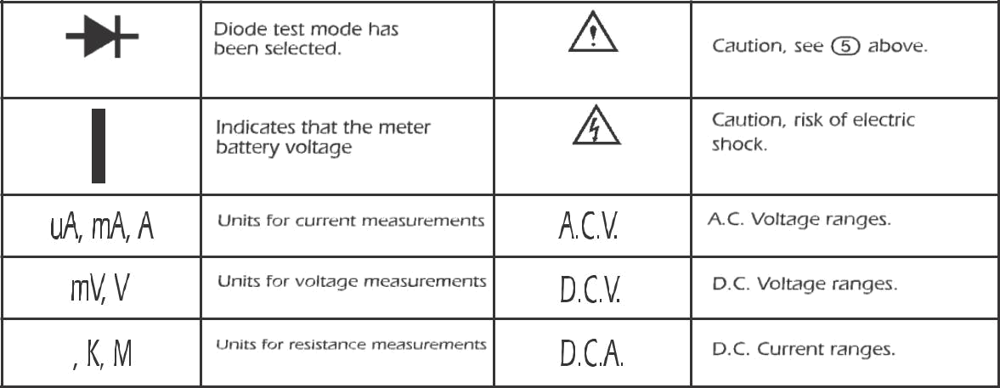 Diode test mode has
been selected.
Caution, see 5 above.
Indicates that the meter
battery voltage
Caution, risk of electric
shock.
uA, mA, A
Units for current measurements
A.C.V.
A.C. Voltage ranges.
mV, V
Units for voltage measurements
D.C.V.
D.C. Voltage ranges.
, K, M
Units for resistance measurements
D.C.A.
D.C. Current ranges.